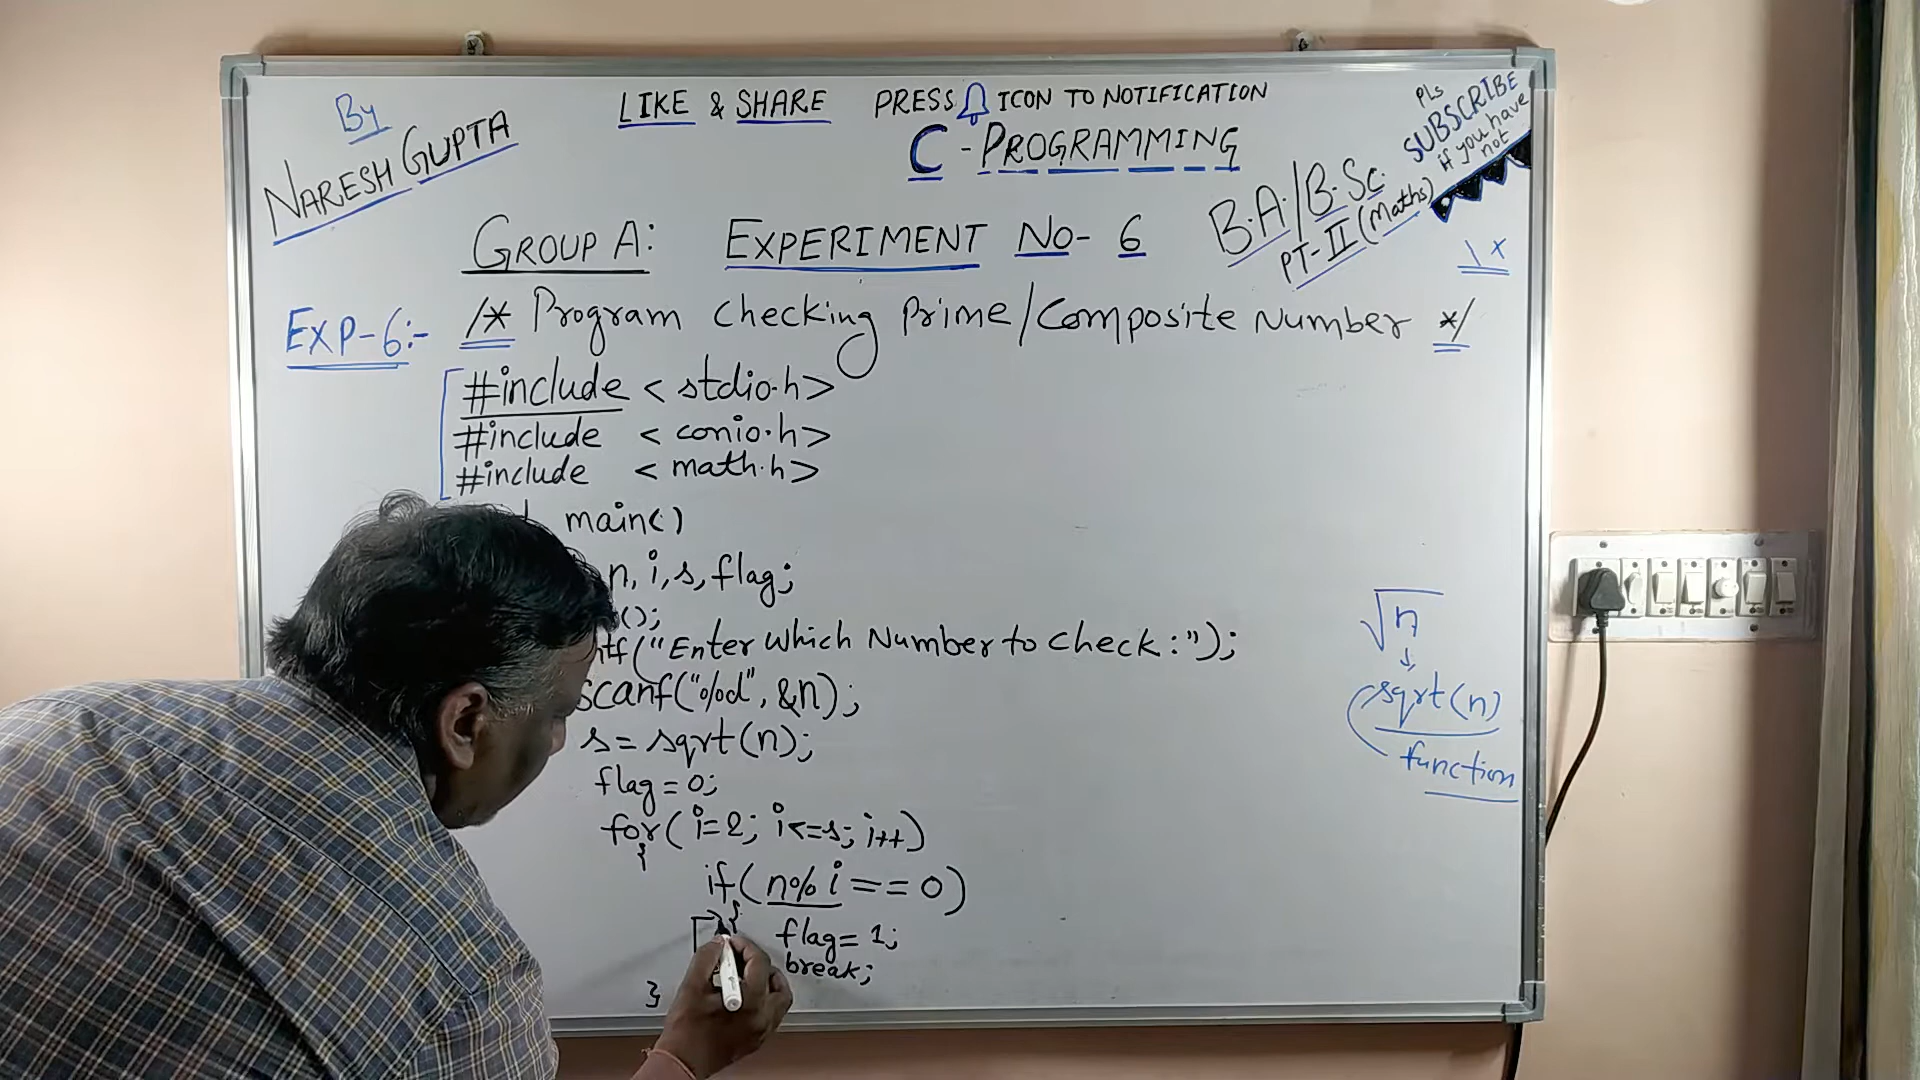 By
NARESH GUPTA
LIKE & SHARE PRESS ICON TO NOTIFICATION
C - PROGRAMMING
PLS
SUBSCRIBE
if you have
not
B.A./B.Sc.
PT-II (Maths)
GROUP A: EXPERIMENT NO- 6
\ *
EXP-6:- /* Program Checking Prime/Composite Number */
#include < stdio.h>
#include < conio.h>
#include < math.h>
main()
n, i, s, flag;
();
tf("Enter Which Number to Check :");
scanf("%d", &n);
s = sqrt(n);
flag = 0;
for( i=2; i<=s; i++)
{
if(n% i == 0)
{
flag = 1;
break;
}
√n
↓
sqrt(n)
function